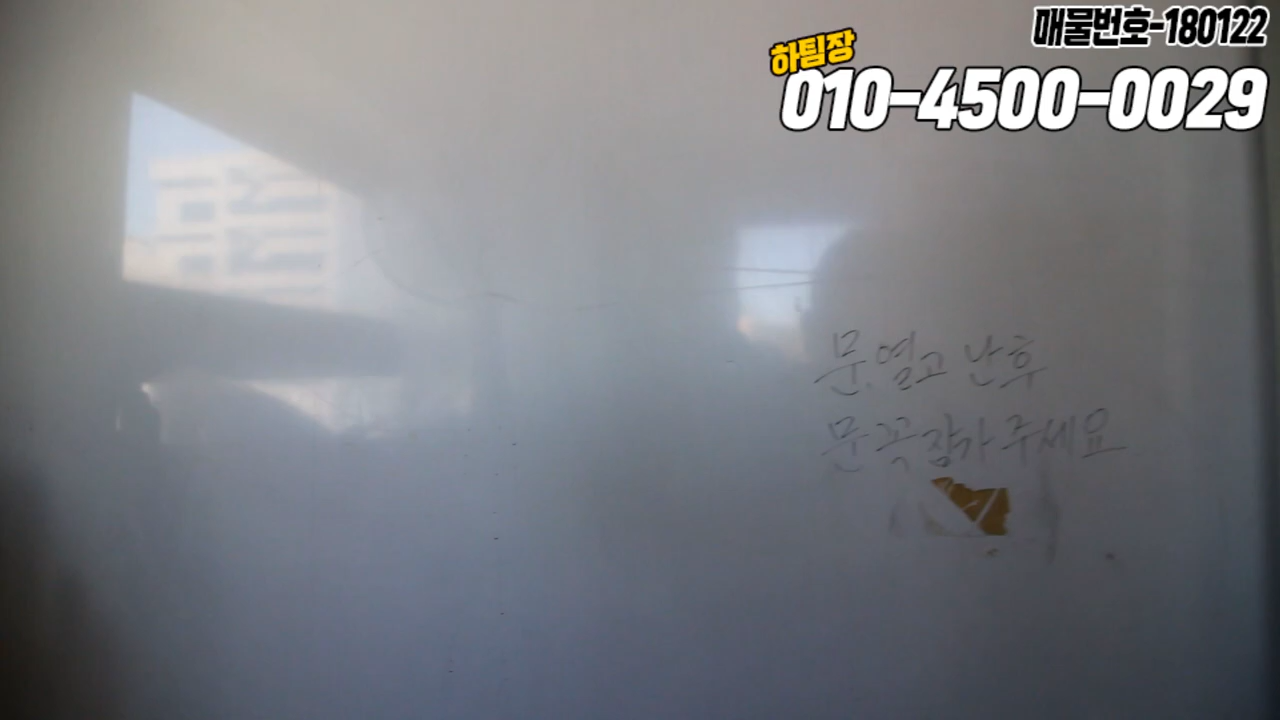 매물번호-180122
하팀장
010-4500-0029
문.열고 난후
문 꼭 잠가 주세요